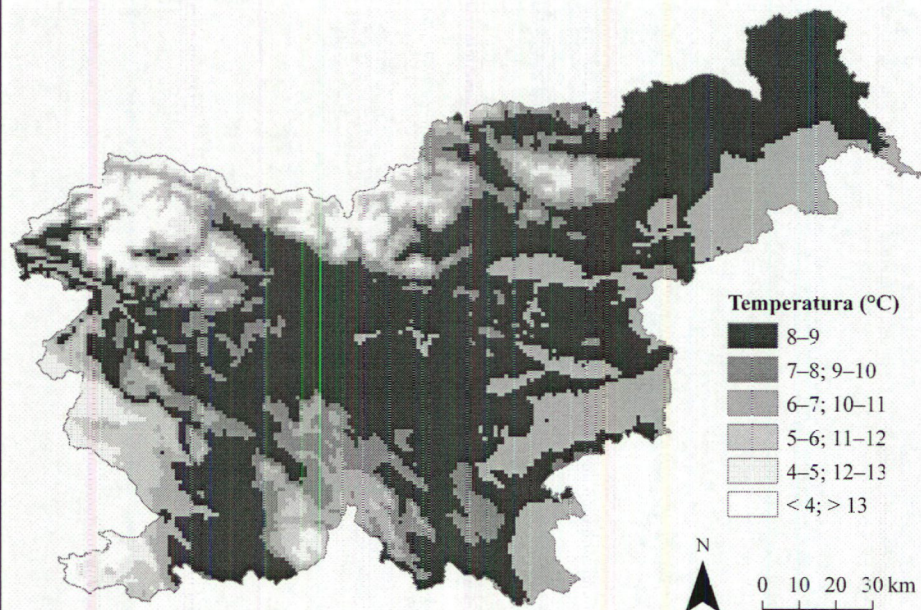 Temperatura (°C)
8–9
7–8; 9–10
6–7; 10–11
5–6; 11–12
4–5; 12–13
< 4; > 13
N
0 10 20 30 km